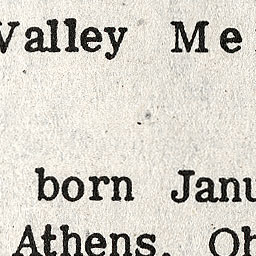 Valley Me
born Janu
Athens, Oh